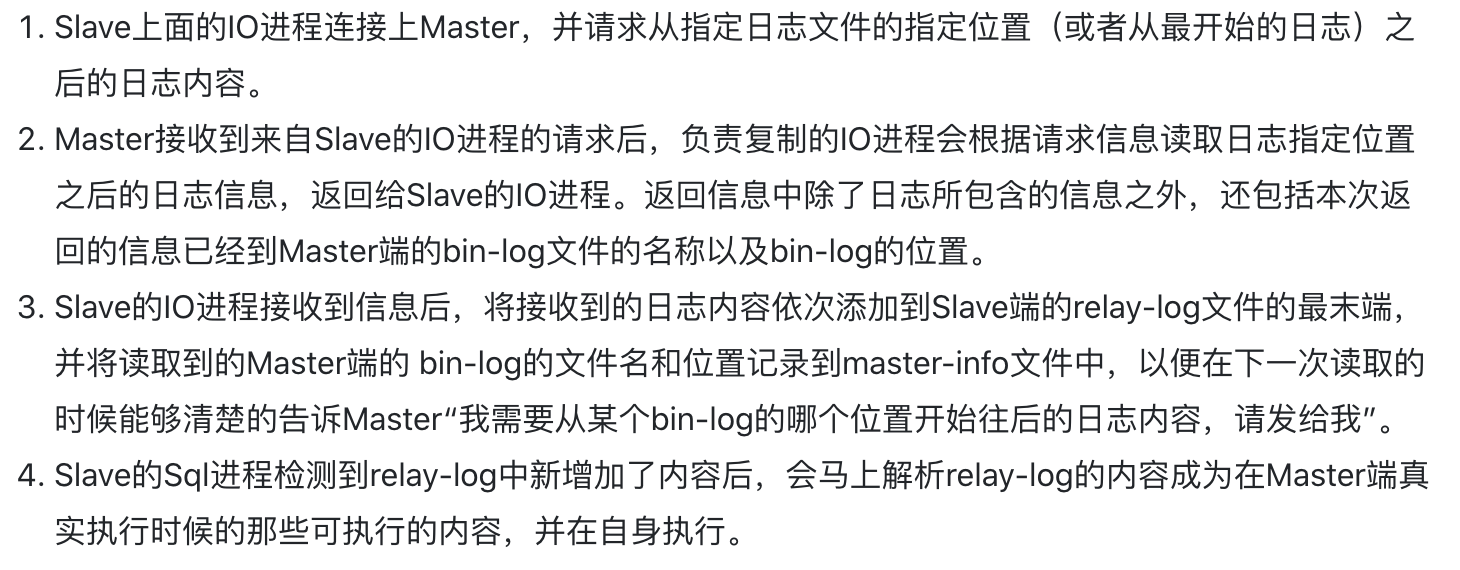 1. Slave上面的IO进程连接上Master，并请求从指定日志文件的指定位置（或者从最开始的日志）之
后的日志内容。
2. Master接收到来自Slave的IO进程的请求后，负责复制的IO进程会根据请求信息读取日志指定位置
之后的日志信息，返回给Slave的IO进程。返回信息中除了日志所包含的信息之外，还包括本次返
回的信息已经到Master端的bin-log文件的名称以及bin-log的位置。
3. Slave的IO进程接收到信息后，将接收到的日志内容依次添加到Slave端的relay-log文件的最末端，
并将读取到的Master端的 bin-log的文件名和位置记录到master-info文件中，以便在下一次读取的
时候能够清楚的告诉Master“我需要从某个bin-log的哪个位置开始往后的日志内容，请发给我”。
4. Slave的Sql进程检测到relay-log中新增加了内容后，会马上解析relay-log的内容成为在Master端真
实执行时候的那些可执行的内容，并在自身执行。